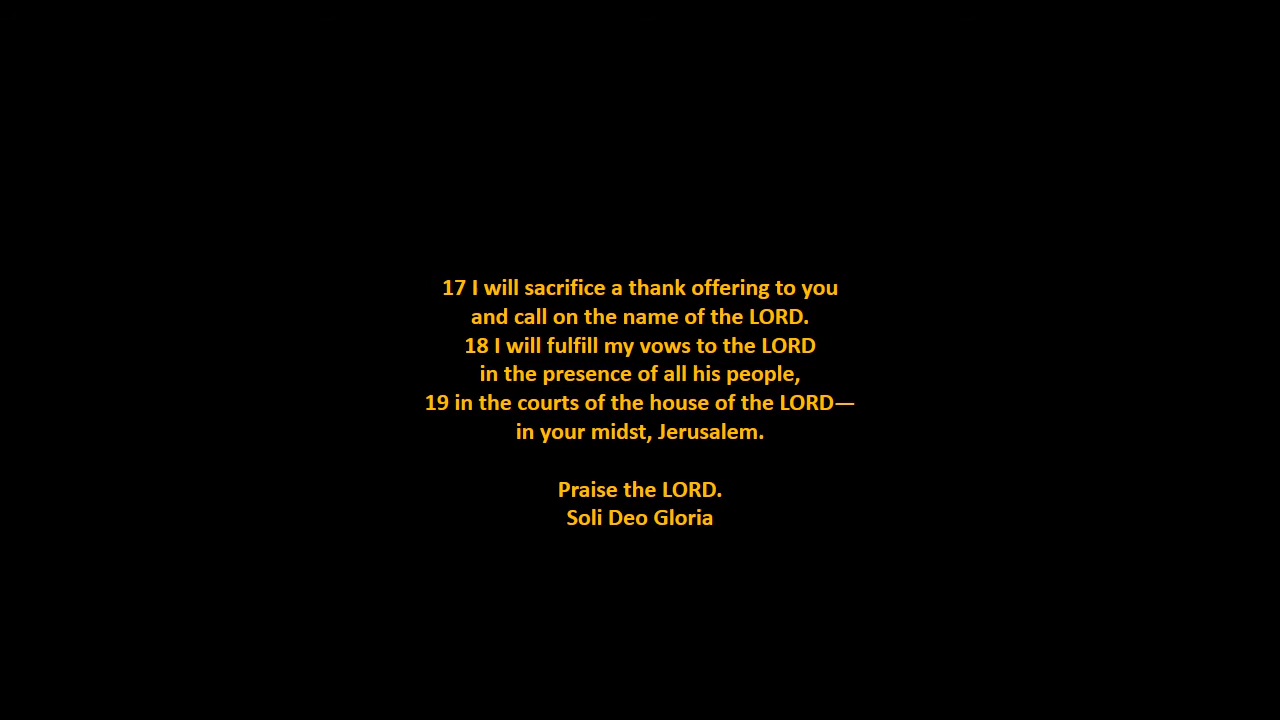 17 I will sacrifice a thank offering to you
and call on the name of the LORD.
18 I will fulfill my vows to the LORD
in the presence of all his people,
19 in the courts of the house of the LORD—
in your midst, Jerusalem.
Praise the LORD.
Soli Deo Gloria